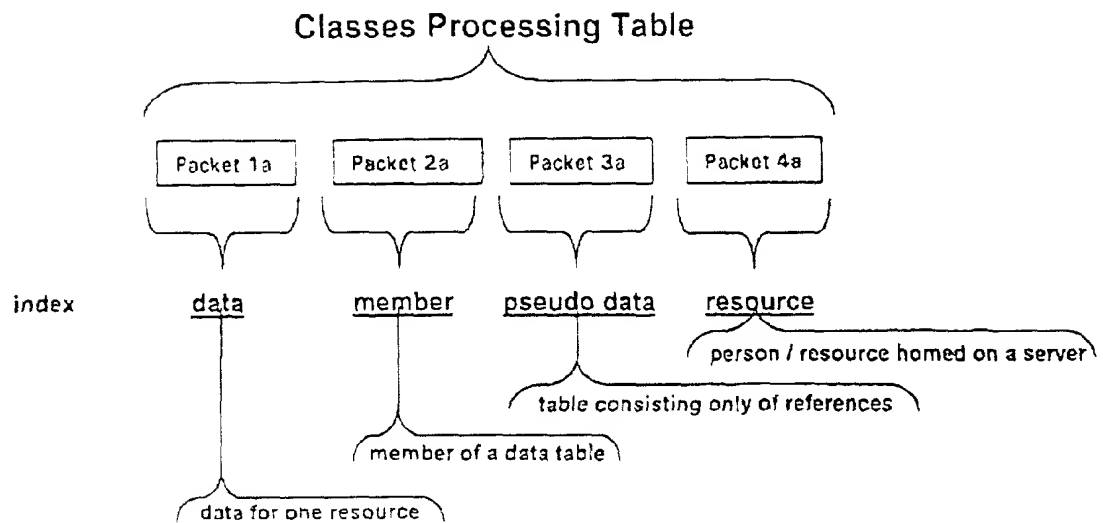 Classes Processing Table
Packet 1a Packet 2a Packet 3a Packet 4a
index data member pseudo data resource
person / resource homed on a server
table consisting only of references
member of a data table
data for one resource